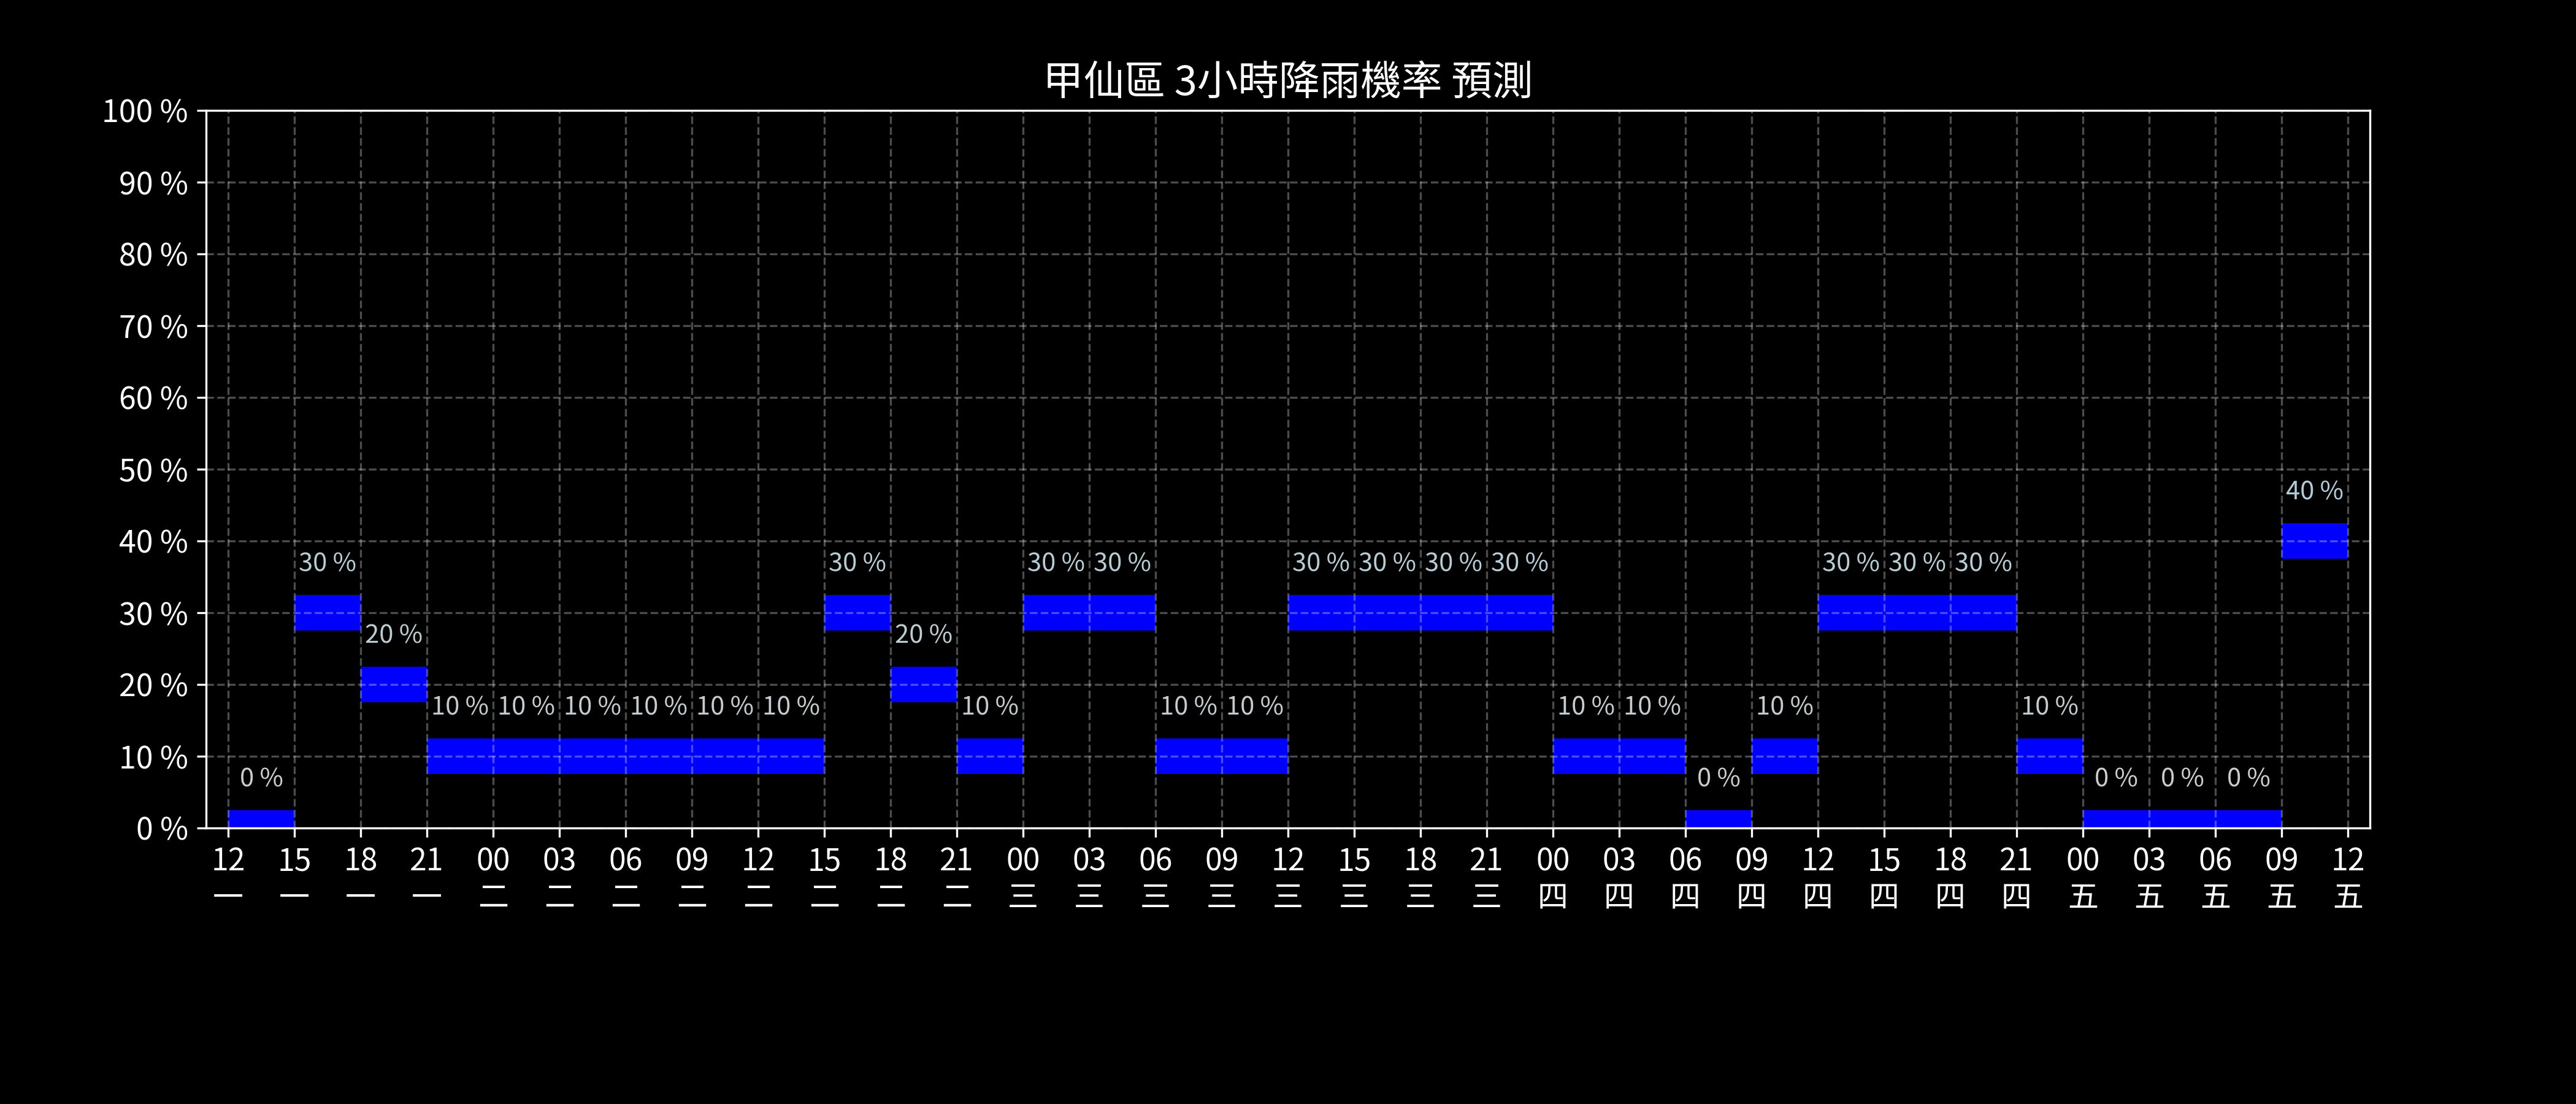 甲仙區 3小時降雨機率 預測
100 %
90 %
80 %
70 %
60 %
50 %
40 %
30 %
20 %
10 %
0 %
40 %
30 % 30 % 30 % 30 % 30 % 30 % 30 % 30 % 30 % 30 % 30 %
20 % 20 %
10 % 10 % 10 % 10 % 10 % 10 % 10 % 10 % 10 % 10 % 10 % 10 % 10 %
0 % 0 % 0 % 0 % 0 %
12 15 18 21 00 03 06 09 12 15 18 21 00 03 06 09 12 15 18 21 00 03 06 09 12 15 18 21 00 03 06 09 12
一 一 一 一 二 二 二 二 二 二 二 二 三 三 三 三 三 三 三 三 四 四 四 四 四 四 四 四 五 五 五 五 五